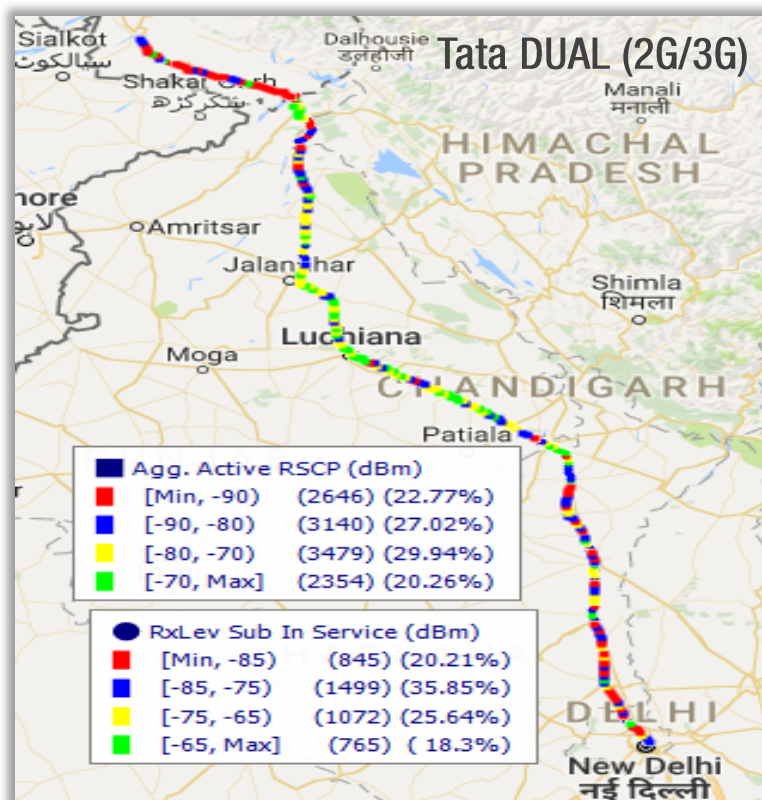 Tata DUAL (2G/3G)
Sialkot
سيالكوٹ
Dalhousie
डलहौजी
Manali
मनाली
شکرگڑھ
HIMACHAL
PRADESH
Amritsar
Jalandhar
Shimla
शिमला
Ludhiana
Moga
CHANDIGARH
Patiala
Agg. Active RSCP (dBm)
[Min, -90) (2646) (22.77%)
[-90, -80) (3140) (27.02%)
[-80, -70) (3479) (29.94%)
[-70, Max] (2354) (20.26%)
RxLev Sub In Service (dBm)
[Min, -85) (845) (20.21%)
[-85, -75) (1499) (35.85%)
[-75, -65) (1072) (25.64%)
[-65, Max] (765) ( 18.3%)
DELHI
New Delhi
नई दिल्ली